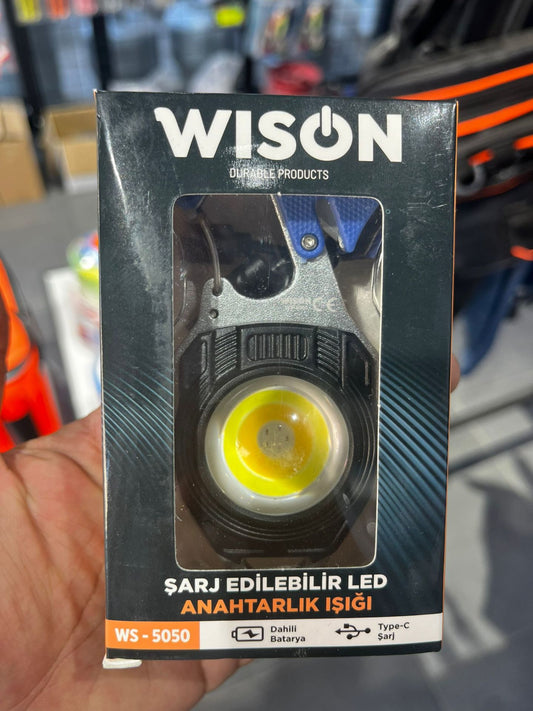 WISON
DURABLE PRODUCTS
CE
ŞARJ EDİLEBİLİR LED
ANAHTARLIK IŞIĞI
WS - 5050
Dahili
Batarya
Type-C
Şarj